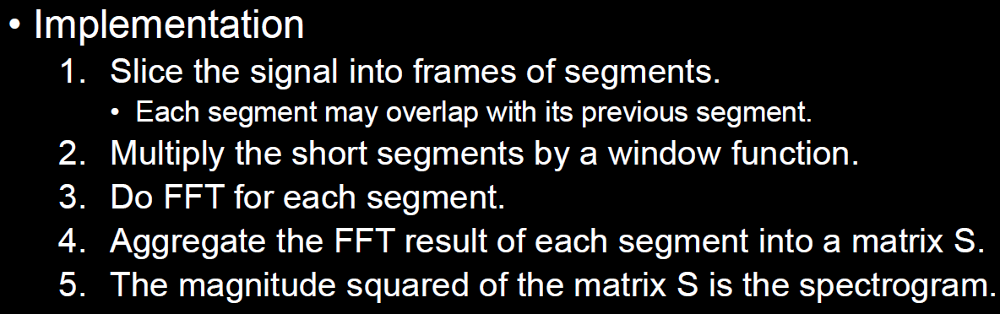 • Implementation
1. Slice the signal into frames of segments.
• Each segment may overlap with its previous segment.
2. Multiply the short segments by a window function.
3. Do FFT for each segment.
4. Aggregate the FFT result of each segment into a matrix S.
5. The magnitude squared of the matrix S is the spectrogram.